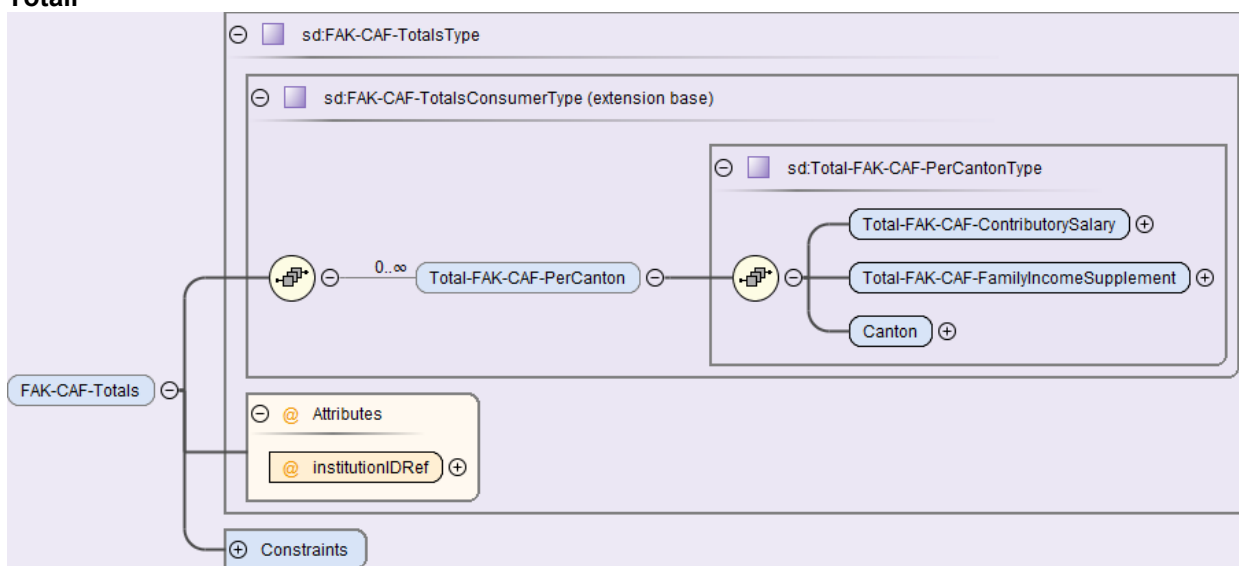 sd:FAK-CAF-TotalsType
sd:FAK-CAF-TotalsConsumerType (extension base)
sd:Total-FAK-CAF-PerCantonType
Total-FAK-CAF-ContributorySalary
0..∞
Total-FAK-CAF-PerCanton
Total-FAK-CAF-FamilyIncomeSupplement
Canton
FAK-CAF-Totals
@ Attributes
@ institutionIDRef
Constraints